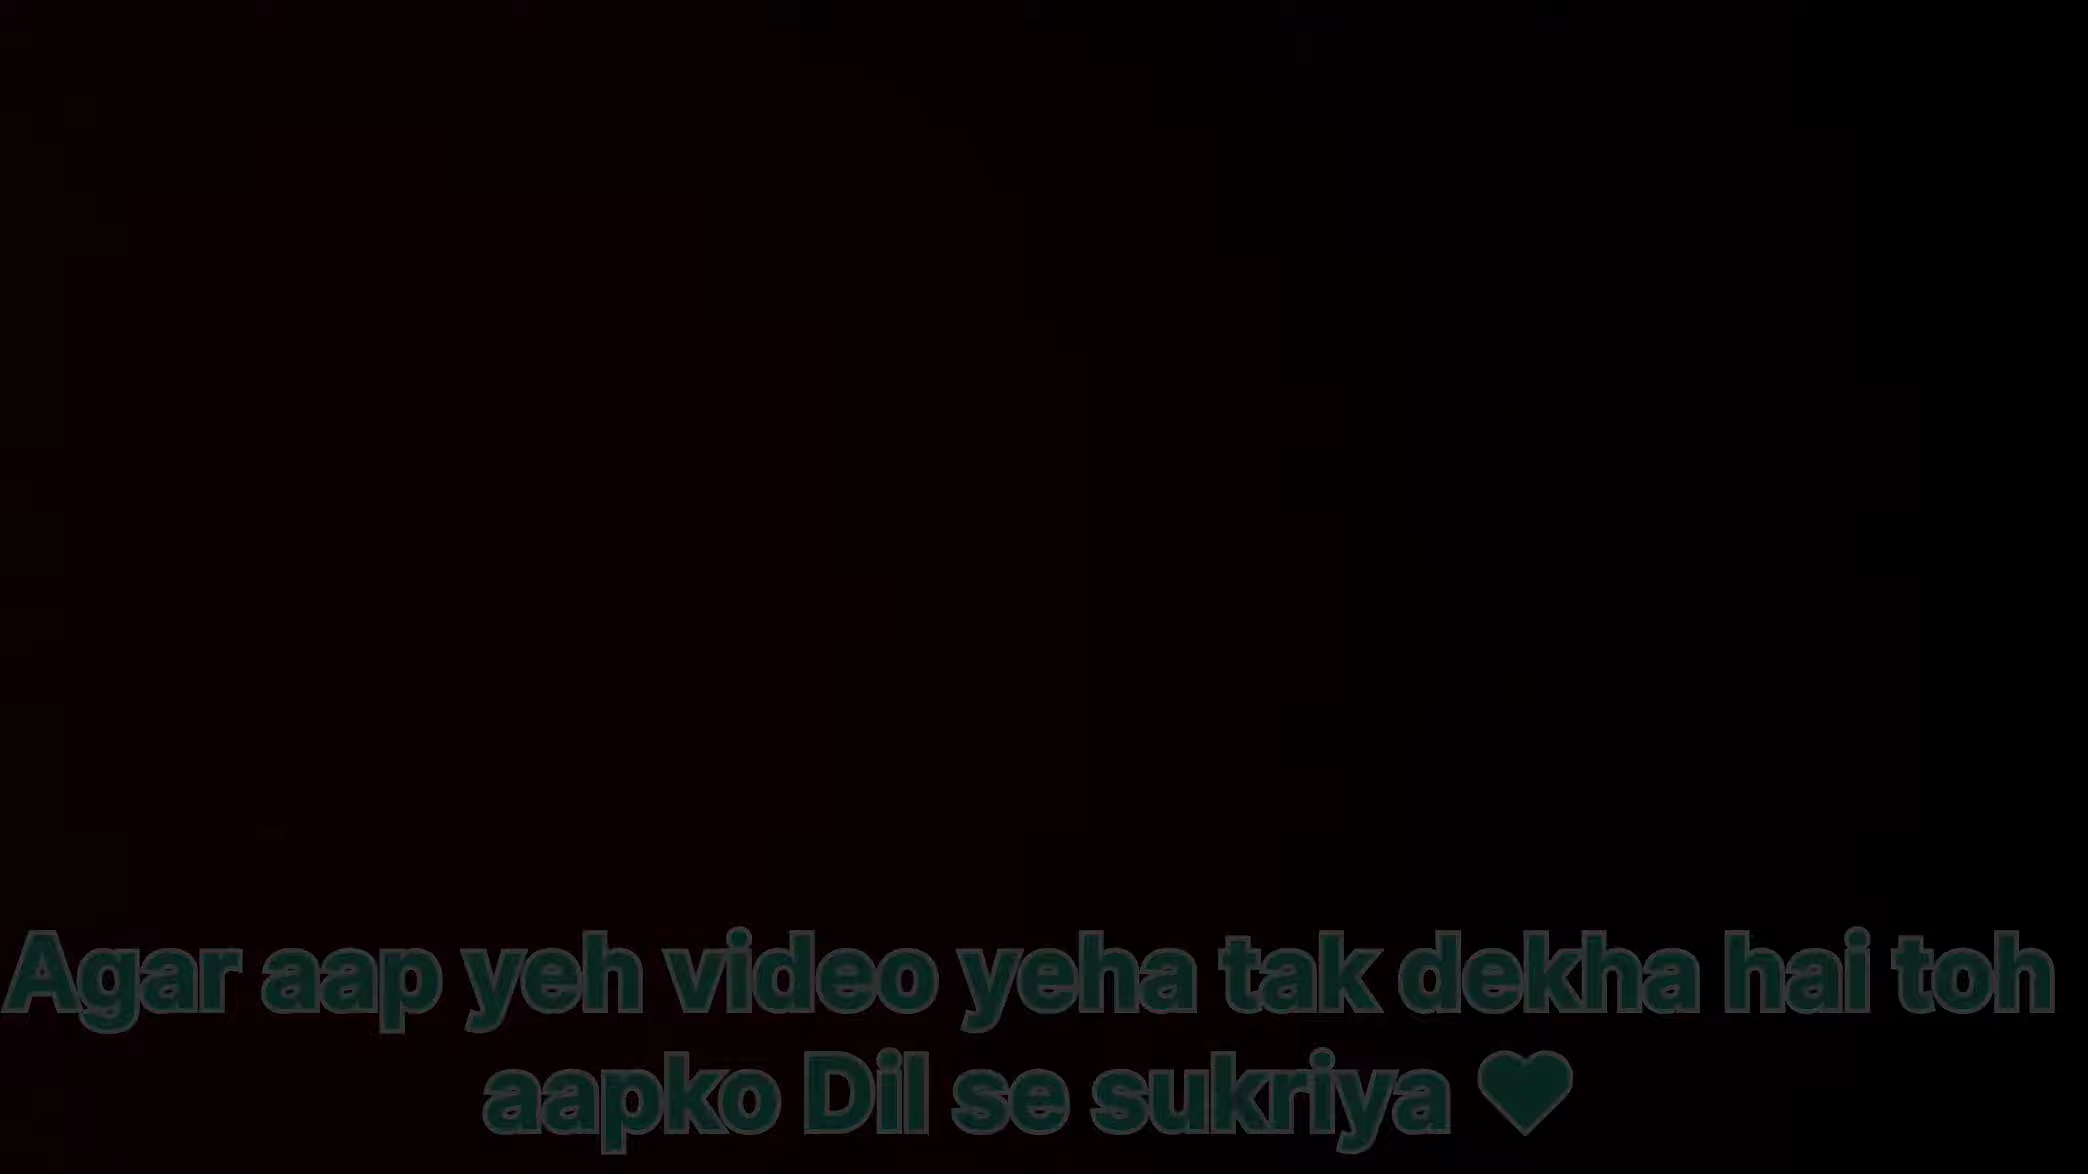 Agar aap yeh video yeha tak dekha hai toh
aapko Dil se sukriya ♥